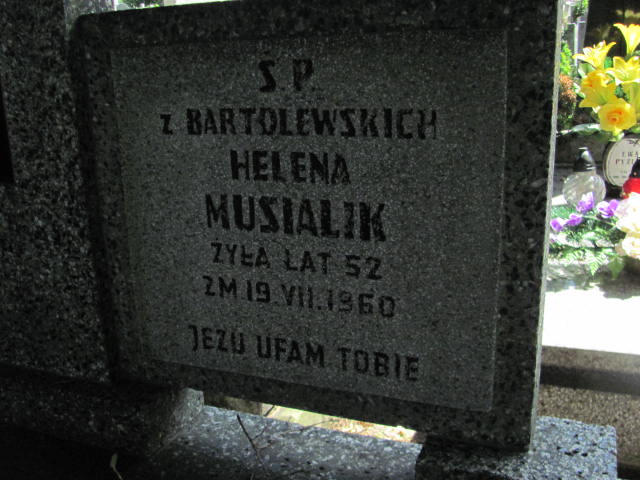 Ś.P.
z BARTOLEWSKICH
HELENA
MUSIALIK
ŻYŁA LAT 52
ZM.19.VII.1960
JEZU UFAM TOBIE